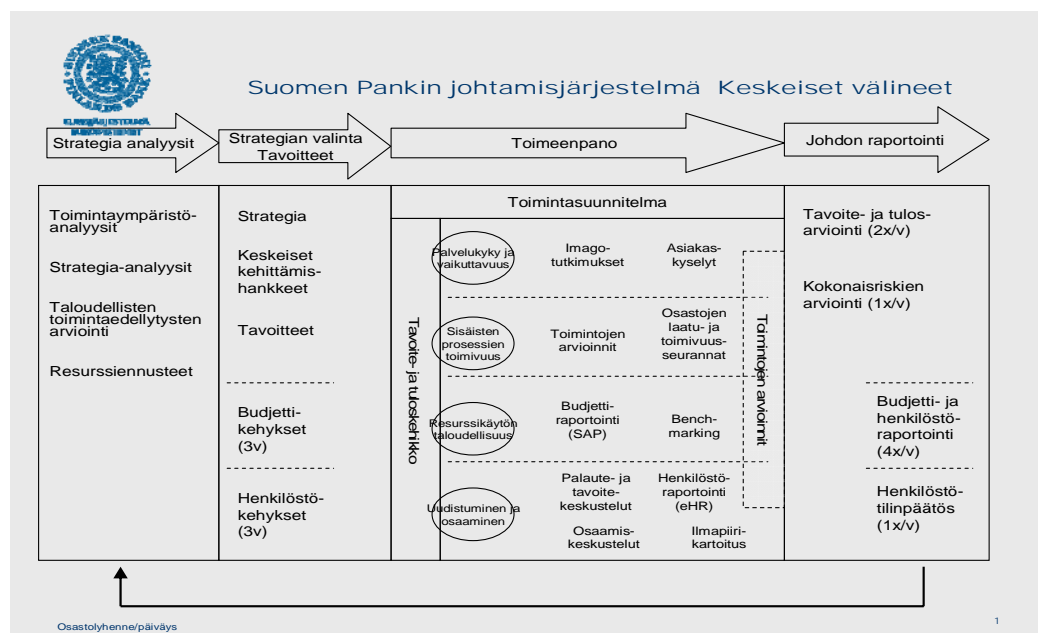 Suomen Pankin johtamisjärjestelmä Keskeiset välineet
Strategia analyysit
Strategian valinta
Tavoitteet
Toimeenpano
Johdon raportointi
Toimintaympäristö-
analyysit
Strategia-analyysit
Taloudellisten
toimintaedellytysten
arviointi
Resurssiennusteet
Strategia
Keskeiset
kehittämis-
hankkeet
Tavoitteet
Budjetti-
kehykset
(3v)
Henkilöstö-
kehykset
(3v)
Toimintasuunnitelma
Tavoite- ja tuloskehikko
Palvelukyky ja
vaikuttavuus
Imago-
tutkimukset
Asiakas-
kyselyt
Sisäisten
prosessien
toimivuus
Toimintojen
arvioinnit
Osastojen
laatu- ja
toimivuus-
seurannat
Resurssikäytön
taloudellisuus
Budjetti-
raportointi
(SAP)
Bench-
marking
Uudistuminen ja
osaaminen
Palaute- ja
tavoite-
keskustelut
Henkilöstö-
raportointi
(eHR)
Osaamis-
keskustelut
Ilmapiiri-
kartoitus
Toimintojen arvioinnit
Tavoite- ja tulos-
arviointi (2x/v)
Kokonaisriskien
arviointi (1x/v)
Budjetti- ja
henkilöstö-
raportointi
(4x/v)
Henkilöstö-
tilinpäätös
(1x/v)
Osastolyhenne/päiväys
1